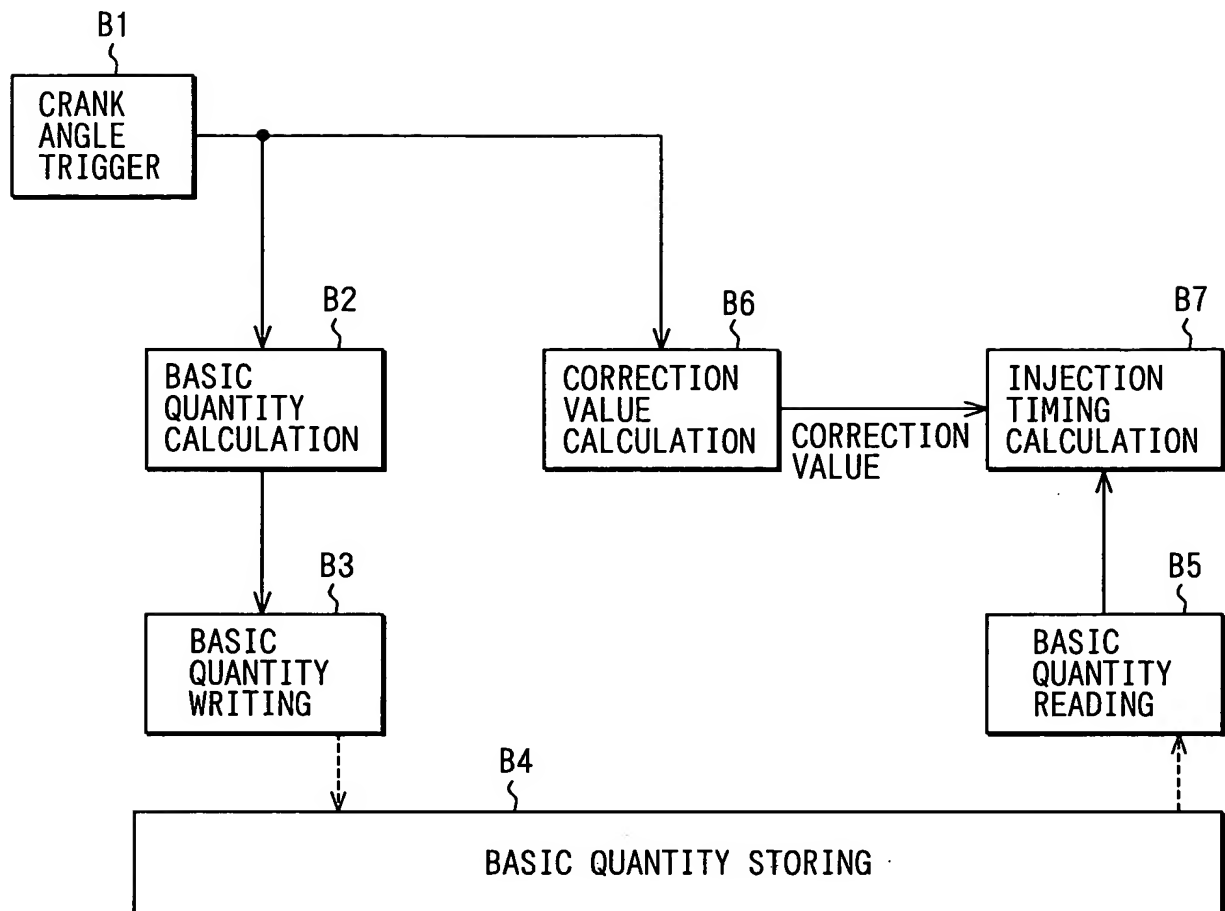 B1
CRANK
ANGLE
TRIGGER
B2
BASIC
QUANTITY
CALCULATION
B6
CORRECTION
VALUE
CALCULATION
CORRECTION
VALUE
B7
INJECTION
TIMING
CALCULATION
B3
BASIC
QUANTITY
WRITING
B5
BASIC
QUANTITY
READING
B4
BASIC QUANTITY STORING